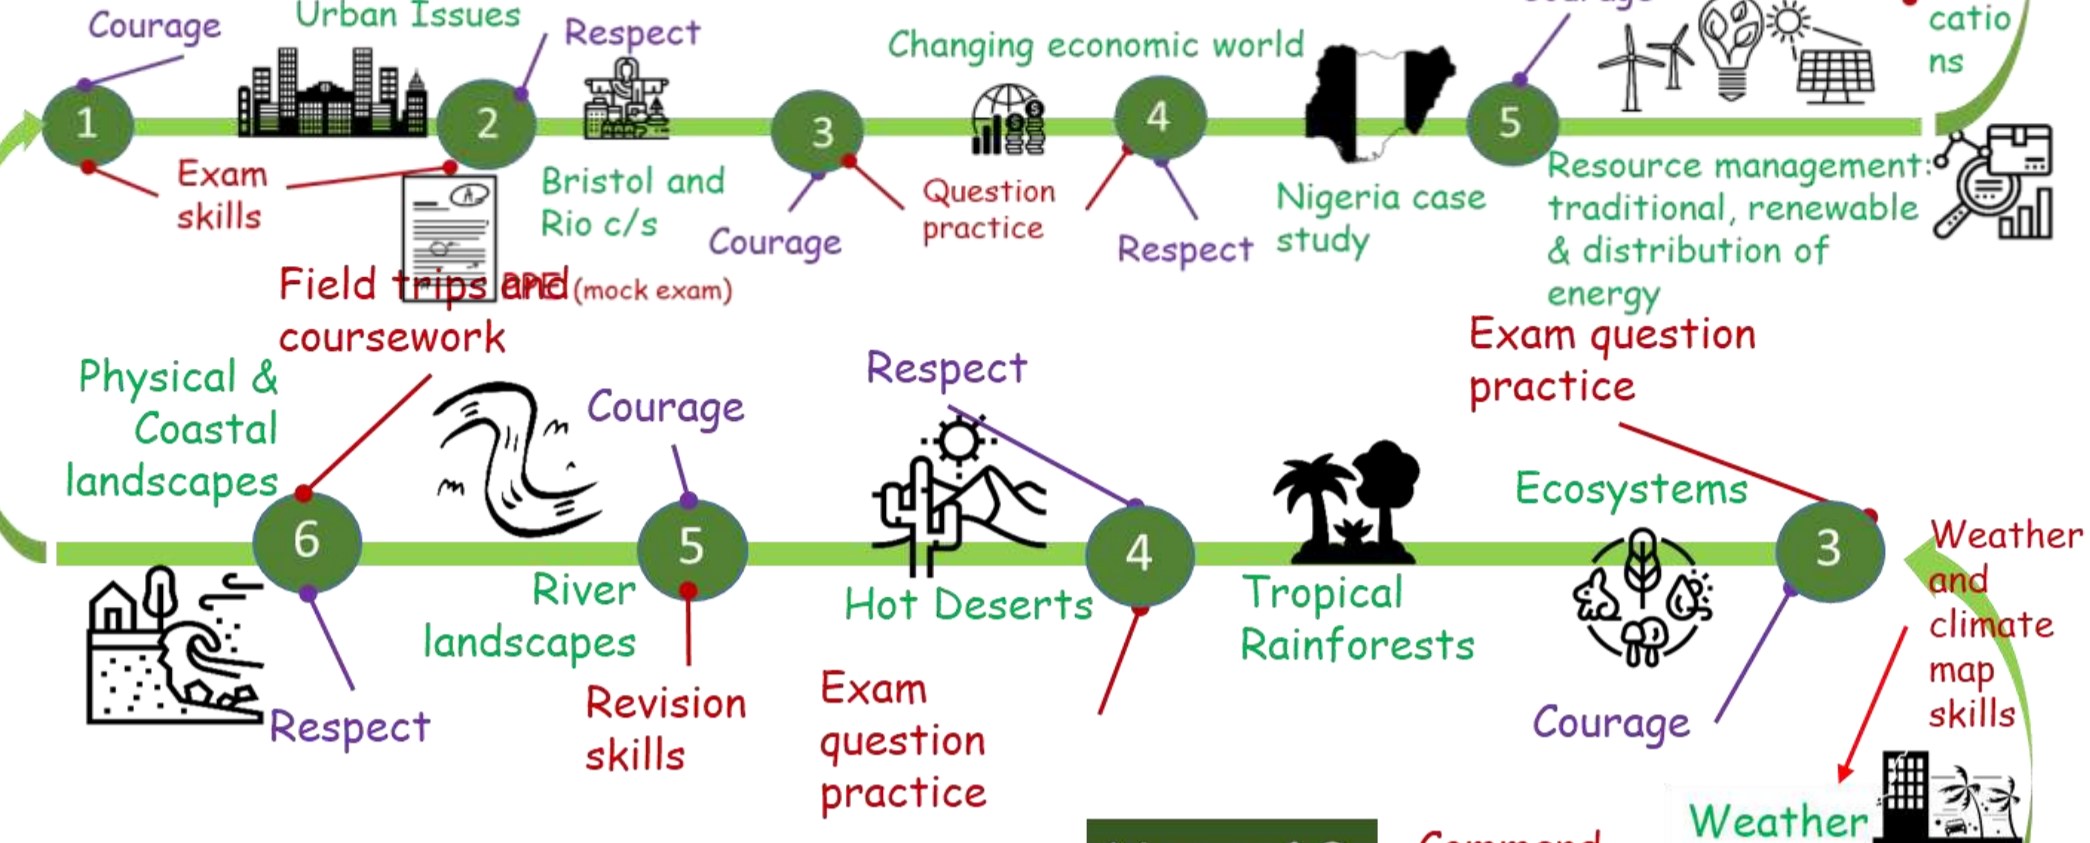 Urban Issues
Courage
Respect
Changing economic world
catio
ns
1
2
3
4
5
Exam
skills
Bristol and
Rio c/s
Courage
Question
practice
Respect
Nigeria case
study
Resource management:
traditional, renewable
& distribution of
energy
A
Field trips and
coursework
(mock exam)
Physical &
Coastal
landscapes
Courage
Respect
Exam question
practice
Ecosystems
6
5
4
3
Weather
and
climate
map
skills
River
landscapes
Hot Deserts
Tropical
Rainforests
Respect
Revision
skills
Exam
question
practice
Courage
Weather